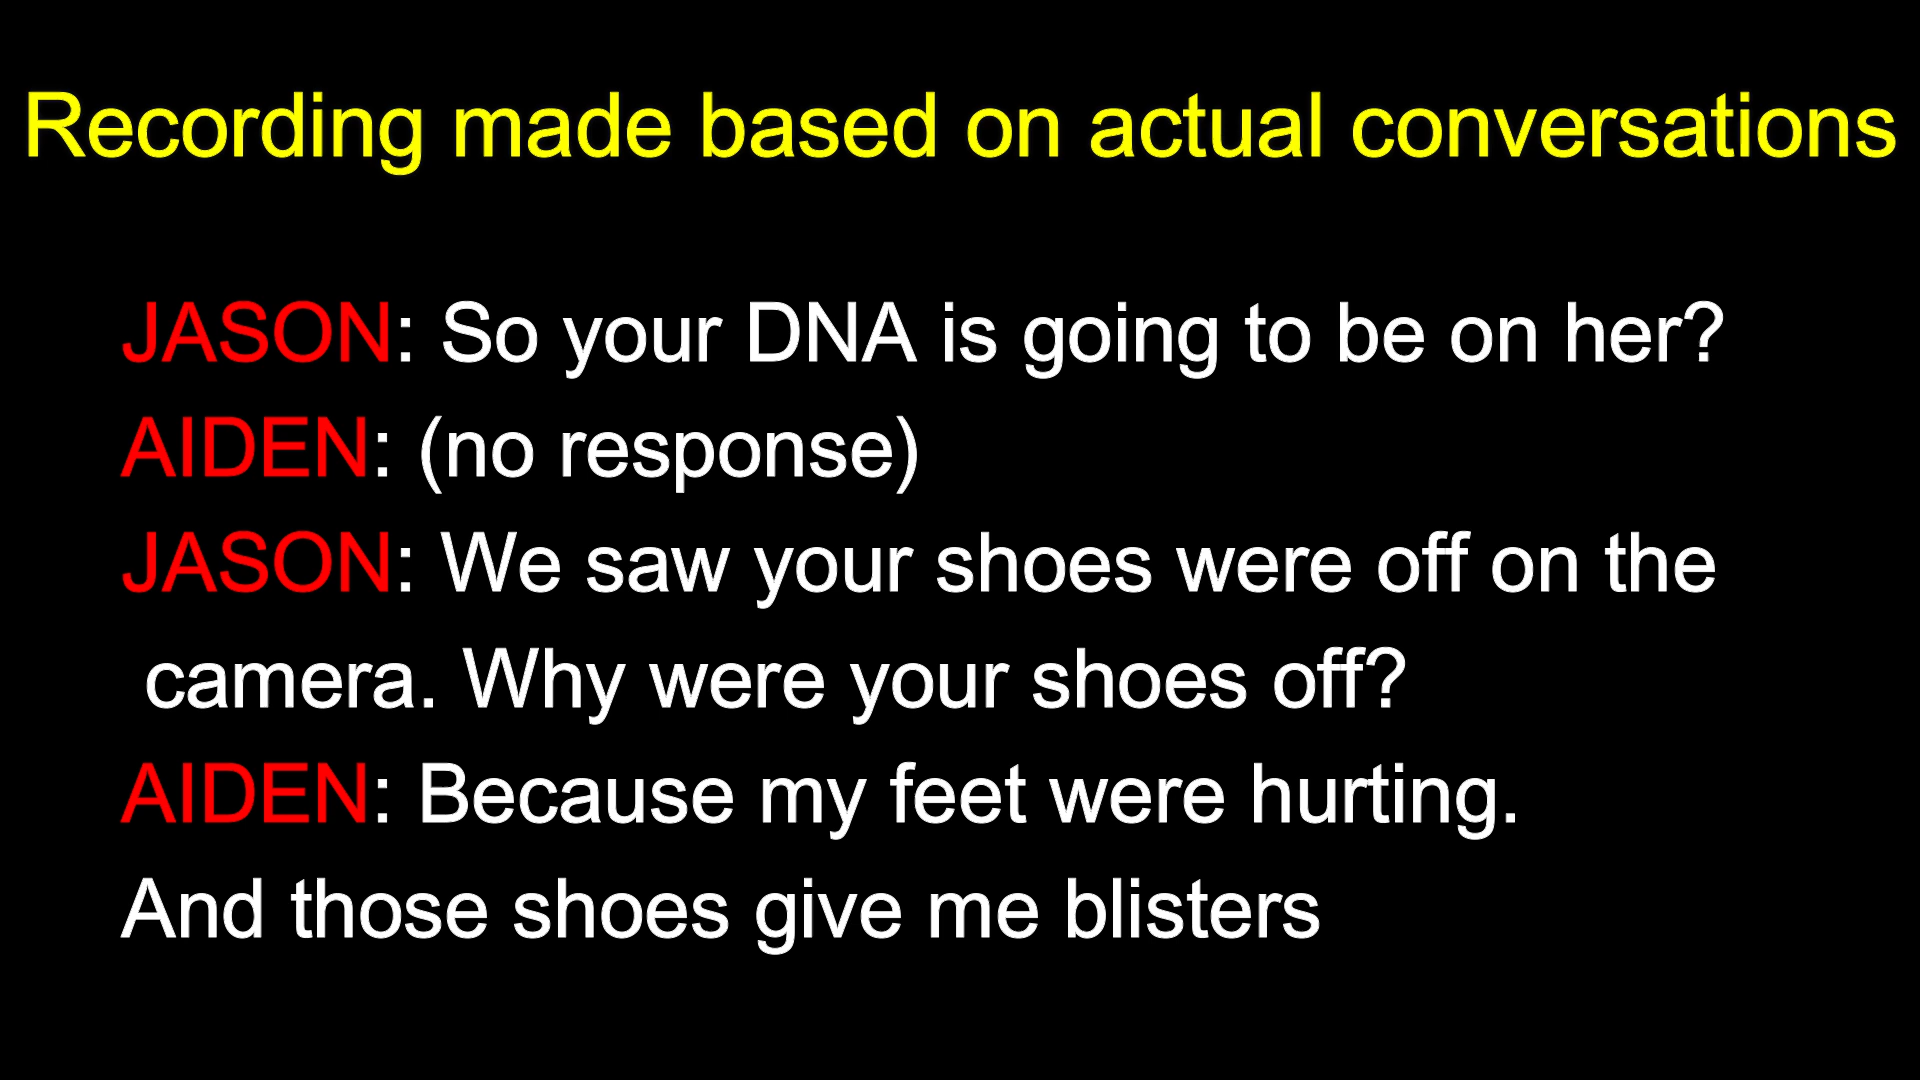 Recording made based on actual conversations
JASON: So your DNA is going to be on her?
AIDEN: (no response)
JASON: We saw your shoes were off on the
camera. Why were your shoes off?
AIDEN: Because my feet were hurting.
And those shoes give me blisters